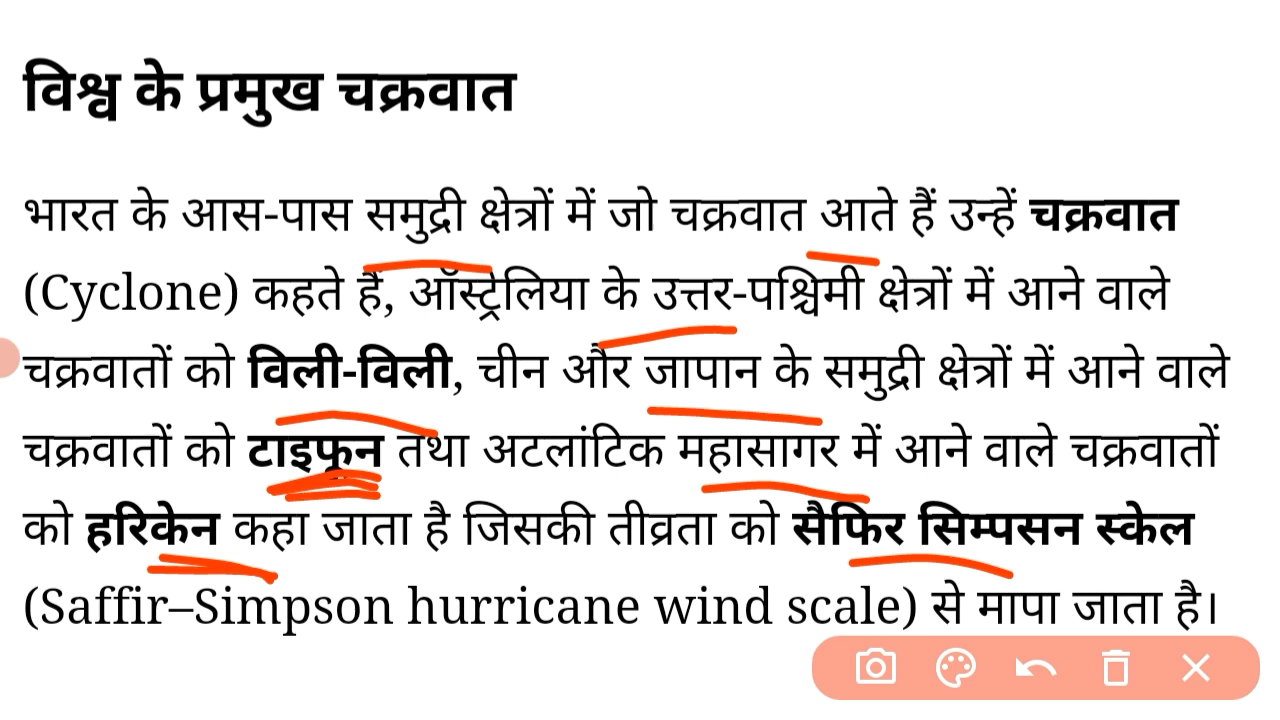 विश्व के प्रमुख चक्रवात
भारत के आस-पास समुद्री क्षेत्रों में जो चक्रवात आते हैं उन्हें चक्रवात
(Cyclone) कहते हैं, ऑस्ट्रेलिया के उत्तर-पश्चिमी क्षेत्रों में आने वाले
चक्रवातों को विली-विली, चीन और जापान के समुद्री क्षेत्रों में आने वाले
चक्रवातों को टाइफून तथा अटलांटिक महासागर में आने वाले चक्रवातों
को हरिकेन कहा जाता है जिसकी तीव्रता को सैफिर सिम्पसन स्केल
(Saffir–Simpson hurricane wind scale) से मापा जाता है।